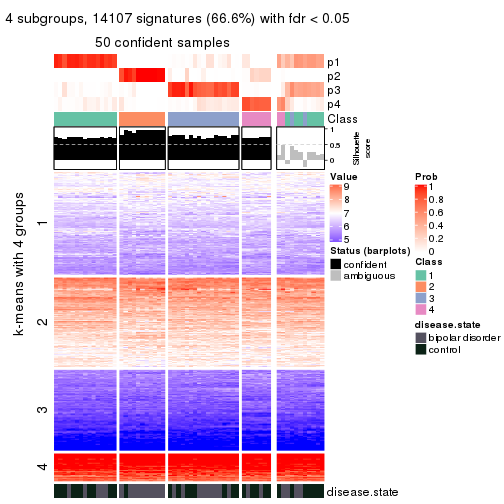 4 subgroups, 14107 signatures (66.6%) with fdr < 0.05
50 confident samples
p1
p2
p3
p4
Class
1
0.5
0
Silhouette
score
k-means with 4 groups
1
2
3
4
disease.state
Value
9
8
7
6
5
Status (barplots)
confident
ambiguous
Prob
1
0.8
0.6
0.4
0.2
0
Class
1
2
3
4
disease.state
bipolar disorder
control